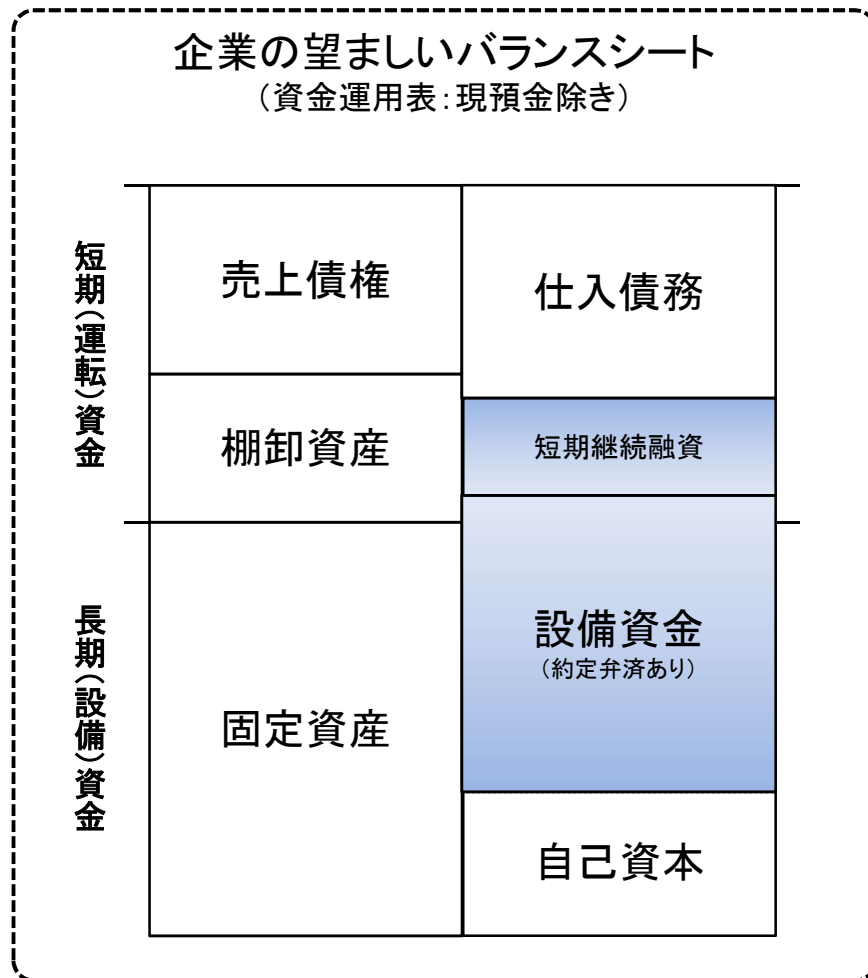 企業の望ましいバランスシート
（資金運用表：現預金除き）
短期（運転）資金
売上債権
仕入債務
棚卸資産
短期継続融資
長期（設備）資金
固定資産
設備資金
（約定弁済あり）
自己資本